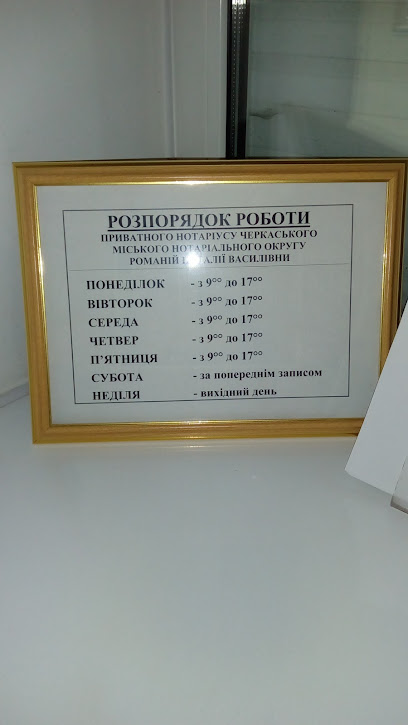 РОЗПОРЯДОК РОБОТИ
ПРИВАТНОГО НОТАРІУСУ ЧЕРКАСЬКОГО
МІСЬКОГО НОТАРІАЛЬНОГО ОКРУГУ
РОМАНІЙ ВАСИЛІВНИ
ПОНЕДІЛОК - з 9⁰⁰ до 17⁰⁰
ВІВТОРОК - з 9⁰⁰ до 17⁰⁰
СЕРЕДА - з 9⁰⁰ до 17⁰⁰
ЧЕТВЕР - з 9⁰⁰ до 17⁰⁰
П'ЯТНИЦЯ - з 9⁰⁰ до 17⁰⁰
СУБОТА - за попереднім записом
НЕДІЛЯ - вихідний день